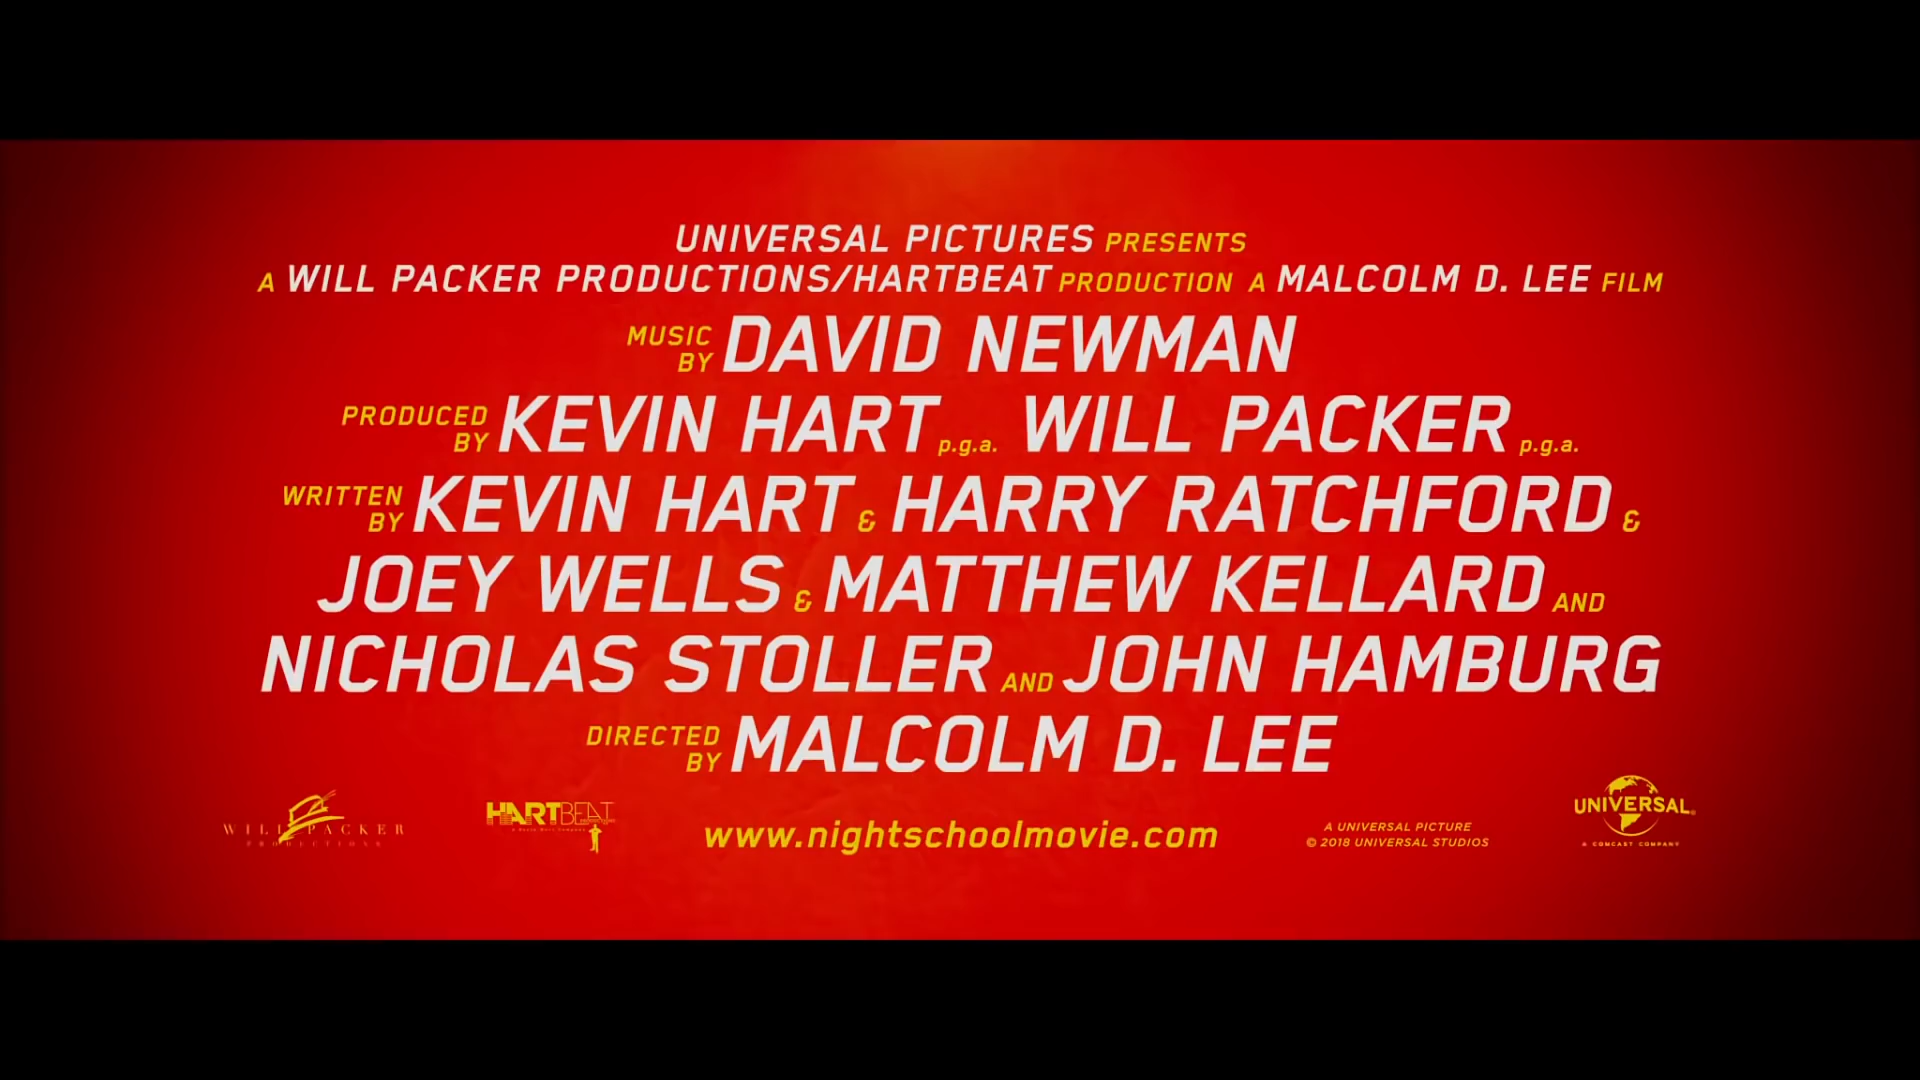 UNIVERSAL PICTURES PRESENTS
A WILL PACKER PRODUCTIONS/HARTBEAT PRODUCTION A MALCOLM D. LEE FILM
MUSIC BY DAVID NEWMAN
PRODUCED BY KEVIN HART p.g.a. WILL PACKER p.g.a.
WRITTEN BY KEVIN HART & HARRY RATCHFORD &
JOEY WELLS & MATTHEW KELLARD AND
NICHOLAS STOLLER AND JOHN HAMBURG
DIRECTED BY MALCOLM D. LEE
WILL PACKER
PRODUCTIONS
HARTBEAT
www.nightschoolmovie.com
A UNIVERSAL PICTURE
© 2018 UNIVERSAL STUDIOS
UNIVERSAL
A COMCAST COMPANY